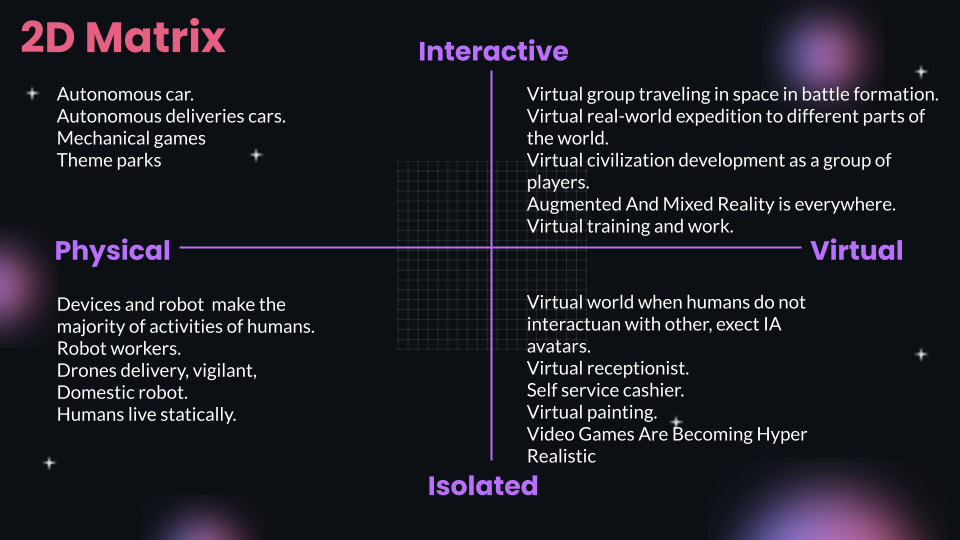 2D Matrix
Interactive
Autonomous car.
Autonomous deliveries cars.
Mechanical games
Theme parks
Virtual group traveling in space in battle formation.
Virtual real-world expedition to different parts of
the world.
Virtual civilization development as a group of
players.
Augmented And Mixed Reality is everywhere.
Virtual training and work.
Physical
Virtual
Devices and robot  make the
majority of activities of humans.
Robot workers.
Drones delivery, vigilant,
Domestic robot.
Humans live statically.
Virtual world when humans do not
interactuan with other, exect IA
avatars.
Virtual receptionist.
Self service cashier.
Virtual painting.
Video Games Are Becoming Hyper
Realistic
Isolated